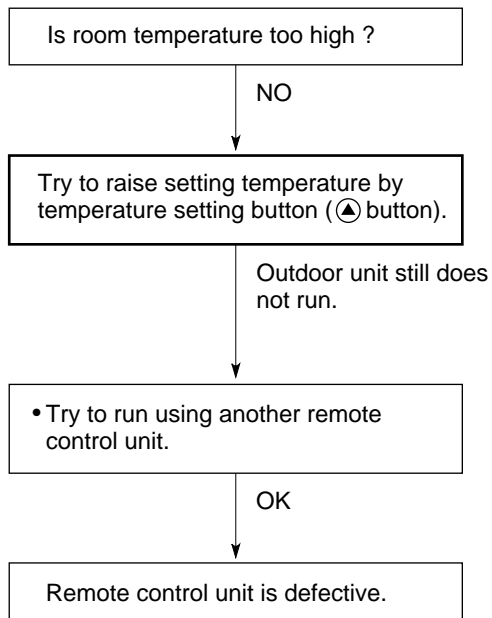 Is room temperature too high ?
NO
Try to raise setting temperature by
temperature setting button ( ▲ button).
Outdoor unit still does
not run.
• Try to run using another remote
control unit.
OK
Remote control unit is defective.